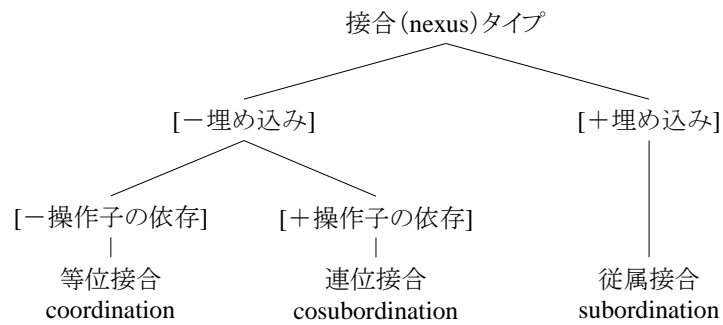 接合（nexus）タイプ
[－埋め込み] [＋埋め込み]
[－操作子の依存] [＋操作子の依存]
等位接合 連位接合 従属接合
coordination cosubordination subordination